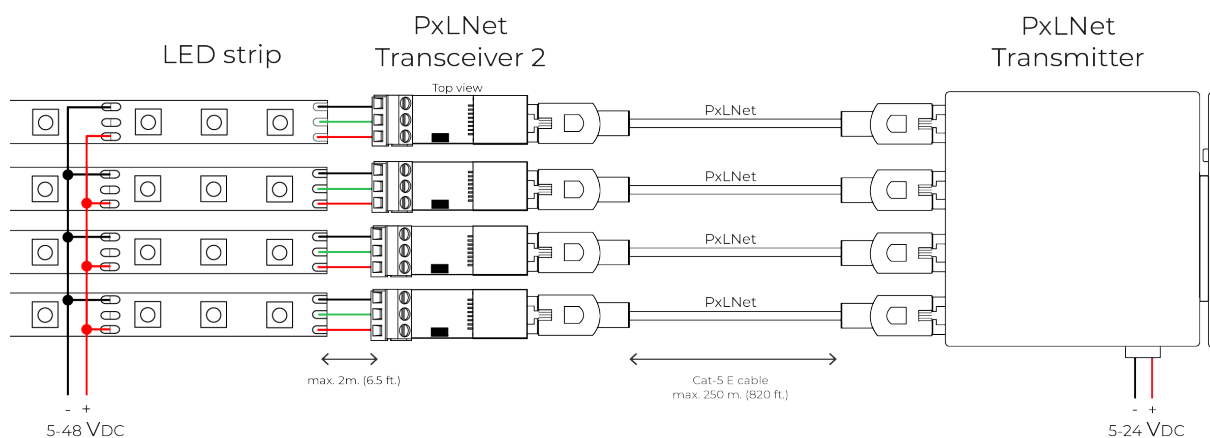 LED strip
PxLNet
Transceiver 2
Top view
PxLNet
Transmitter
PxLNet
PxLNet
PxLNet
PxLNet
max. 2m. (6.5 ft.)
Cat-5 E cable
max. 250 m. (820 ft.)
- +
5-48 VDC
- +
5-24 VDC